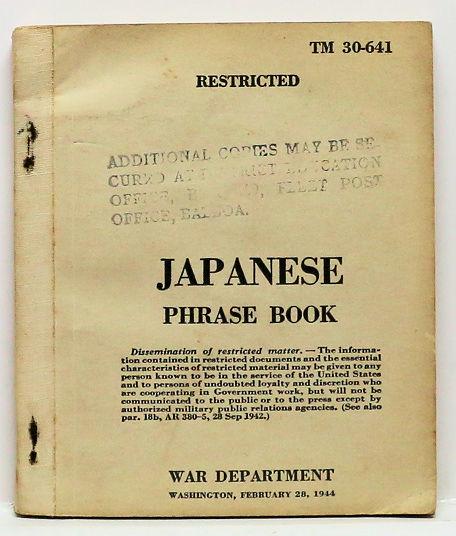 TM 30-641
RESTRICTED
ADDITIONAL COPIES MAY BE SE-
CURED AT DISTRICT EDUCATION
OFFICE, FLEET POST
OFFICE, BALBOA.
JAPANESE
PHRASE BOOK
Dissemination of restricted matter. — The informa-
tion contained in restricted documents and the essential
characteristics of restricted material may be given to any
person known to be in the service of the United States
and to persons of undoubted loyalty and discretion who
are cooperating in Government work, but will not be
communicated to the public or to the press except by
authorized military public relations agencies. (See also
par. 18b, AR 380-5, 28 Sep 1942.)
WAR DEPARTMENT
WASHINGTON, FEBRUARY 28, 1944